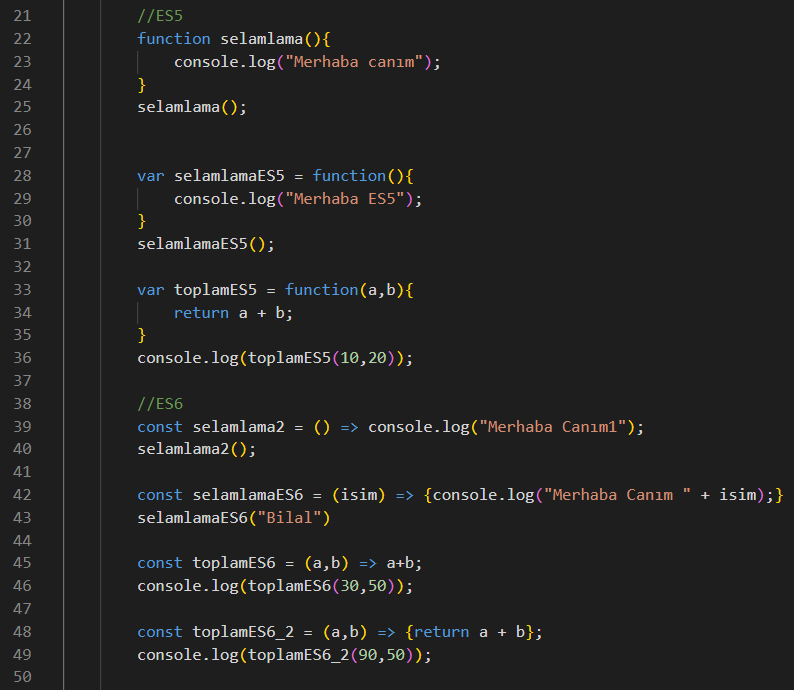 21 //ES5
22 function selamlama(){
23 console.log("Merhaba canım");
24 }
25 selamlama();
26
27
28 var selamlamaES5 = function(){
29 console.log("Merhaba ES5");
30 }
31 selamlamaES5();
32
33 var toplamES5 = function(a,b){
34 return a + b;
35 }
36 console.log(toplamES5(10,20));
37
38 //ES6
39 const selamlama2 = () => console.log("Merhaba Canım1");
40 selamlama2();
41
42 const selamlamaES6 = (isim) => {console.log("Merhaba Canım " + isim);}
43 selamlamaES6("Bilal")
44
45 const toplamES6 = (a,b) => a+b;
46 console.log(toplamES6(30,50));
47
48 const toplamES6_2 = (a,b) => {return a + b};
49 console.log(toplamES6_2(90,50));
50